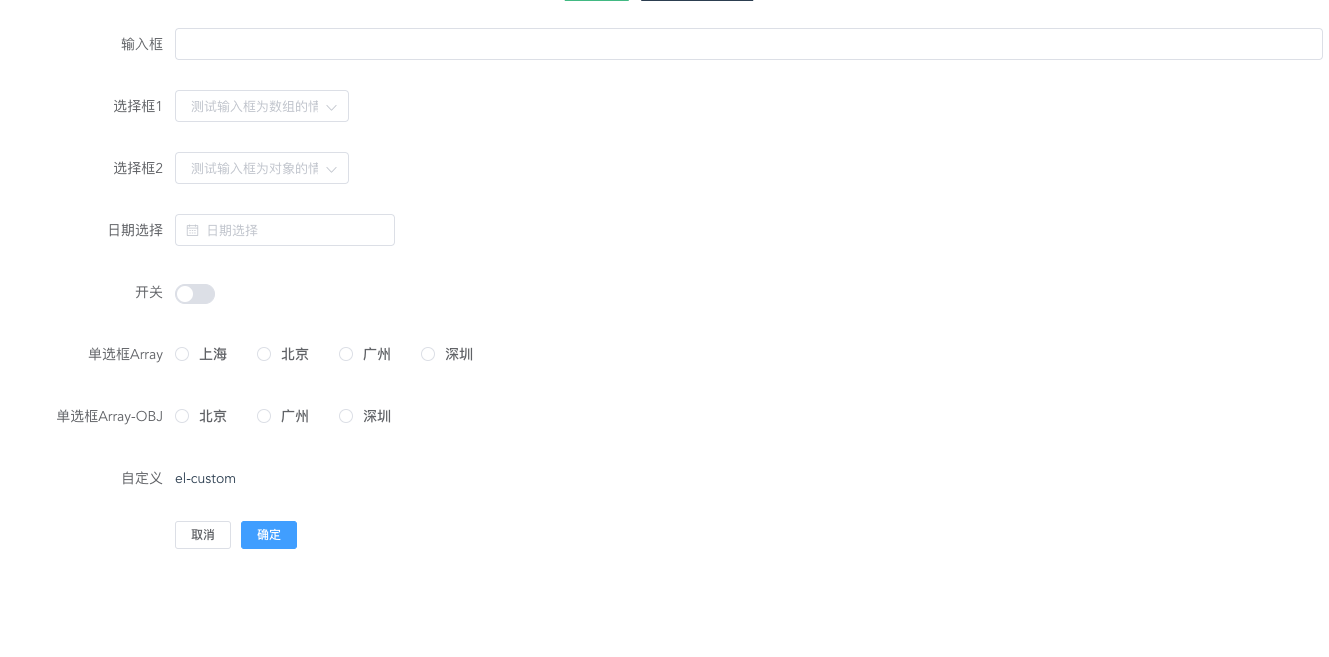 输入框
选择框1 测试输入框为数组的情
选择框2 测试输入框为对象的情
日期选择 日期选择
开关
单选框Array 上海 北京 广州 深圳
单选框Array-OBJ 北京 广州 深圳
自定义 el-custom
取消 确定